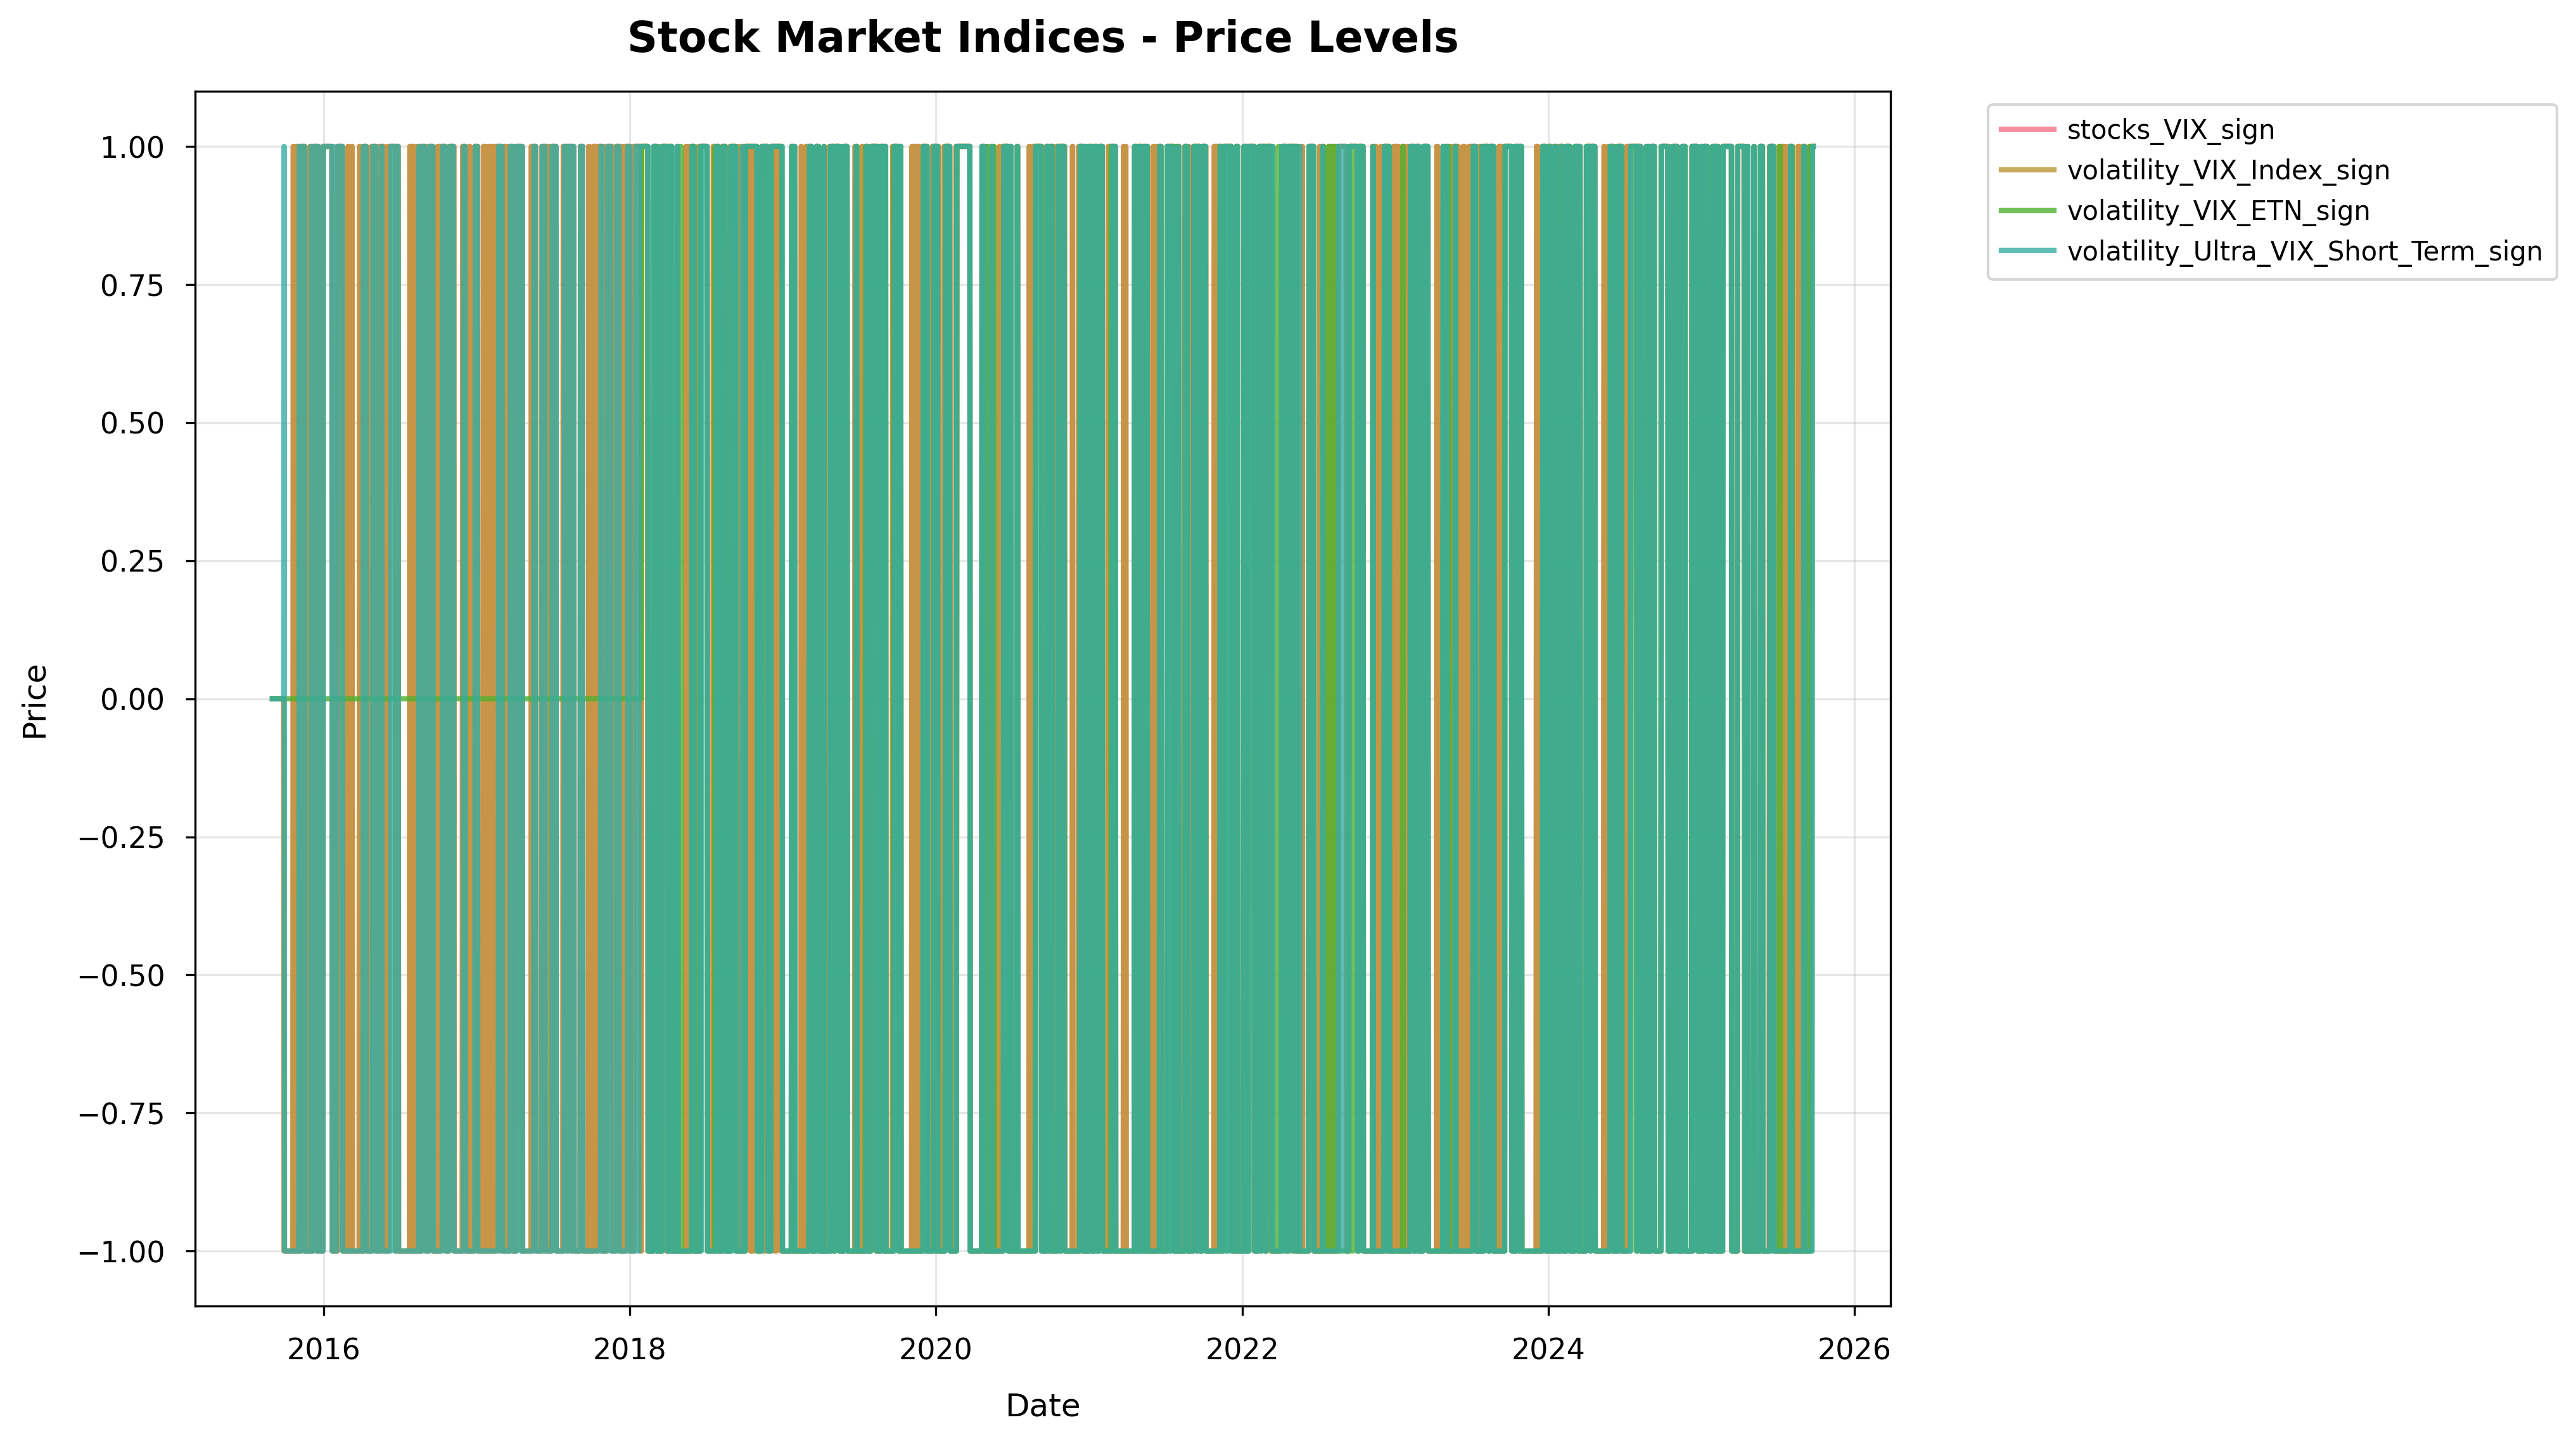 Stock Market Indices - Price Levels
stocks_VIX_sign
volatility_VIX_Index_sign
volatility_VIX_ETN_sign
volatility_Ultra_VIX_Short_Term_sign
1.00
0.75
0.50
0.25
0.00
−0.25
−0.50
−0.75
−1.00
Price
2016 2018 2020 2022 2024 2026
Date